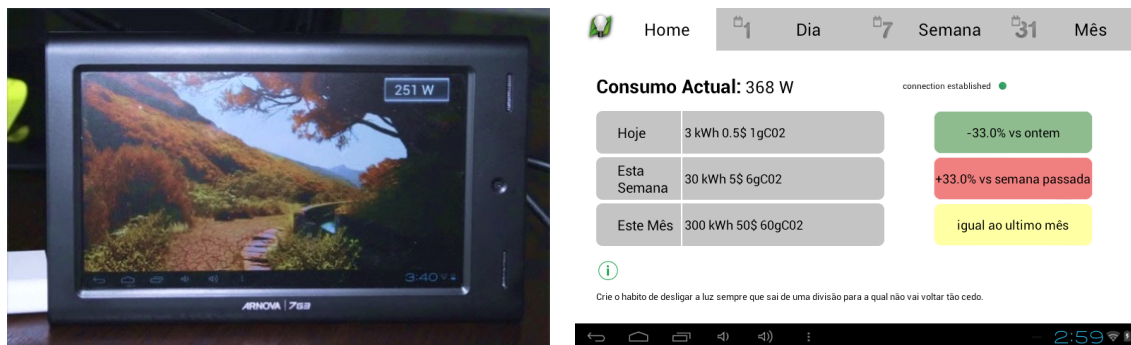 251 W
3:40
ARNOVA 7G3
Home
1
Dia
7
Semana
31
Mês
Consumo Actual: 368 W
connection established
Hoje
3 kWh 0.5$ 1gC02
-33.0% vs ontem
Esta
Semana
30 kWh 5$ 6gC02
+33.0% vs semana passada
Este Mês
300 kWh 50$ 60gC02
igual ao ultimo mês
i
Crie o habito de desligar a luz sempre que sai de uma divisão para a qual não vai voltar tão cedo.
2:59